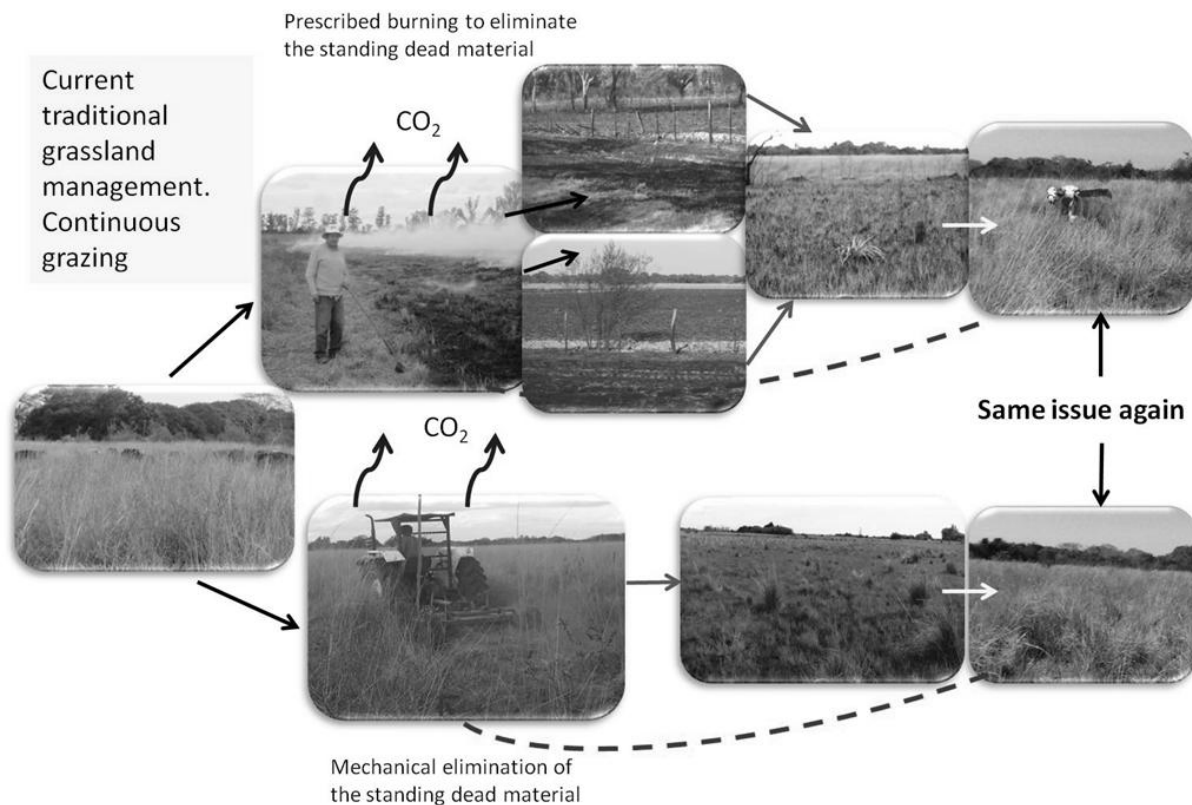 Prescribed burning to eliminate
the standing dead material
Current
traditional
grassland
management.
Continuous
grazing
CO₂
CO₂
Same issue again
Mechanical elimination of
the standing dead material